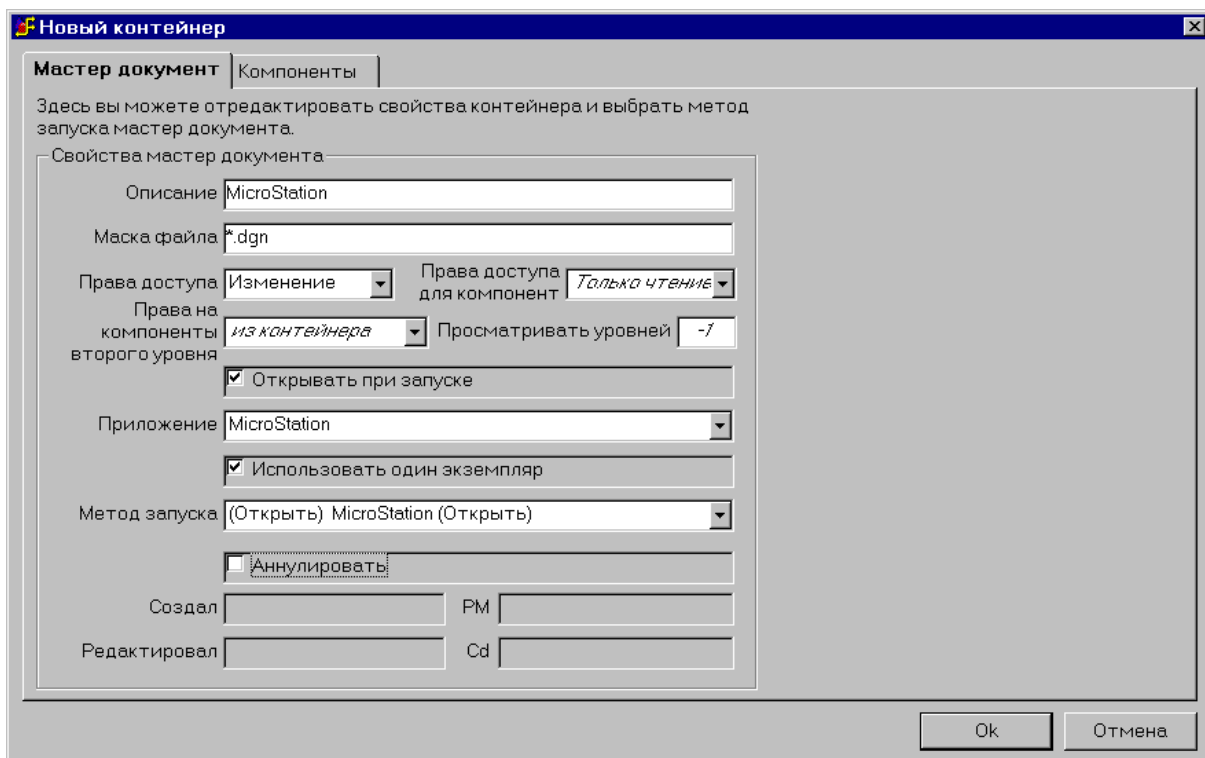 Новый контейнер
Мастер документ Компоненты
Здесь вы можете отредактировать свойства контейнера и выбрать метод
запуска мастер документа.
Свойства мастер документа
Описание MicroStation
Маска файла *.dgn
Права доступа Изменение Права доступа для компонент Только чтение
Права на компоненты второго уровня из контейнера Просматривать уровней -1
Открывать при запуске
Приложение MicroStation
Использовать один экземпляр
Метод запуска (Открыть) MicroStation (Открыть)
Аннулировать
Создал РМ
Редактировал Cd
Ok Отмена